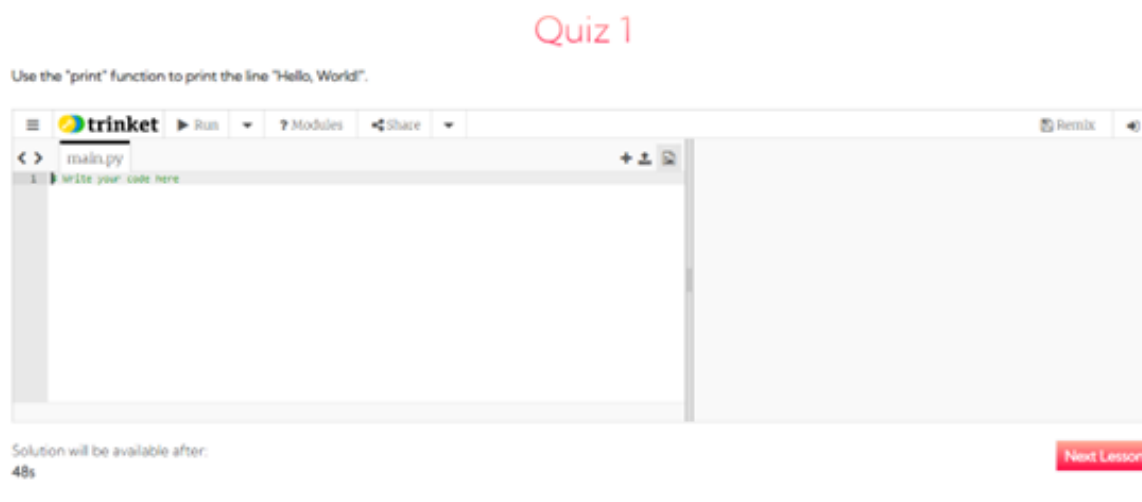 Quiz 1
Use the "print" function to print the line "Hello, World!".
trinket Run ? Modules Share Remix
main.py
1 # Write your code here
Solution will be available after:
48s
Next Lesson